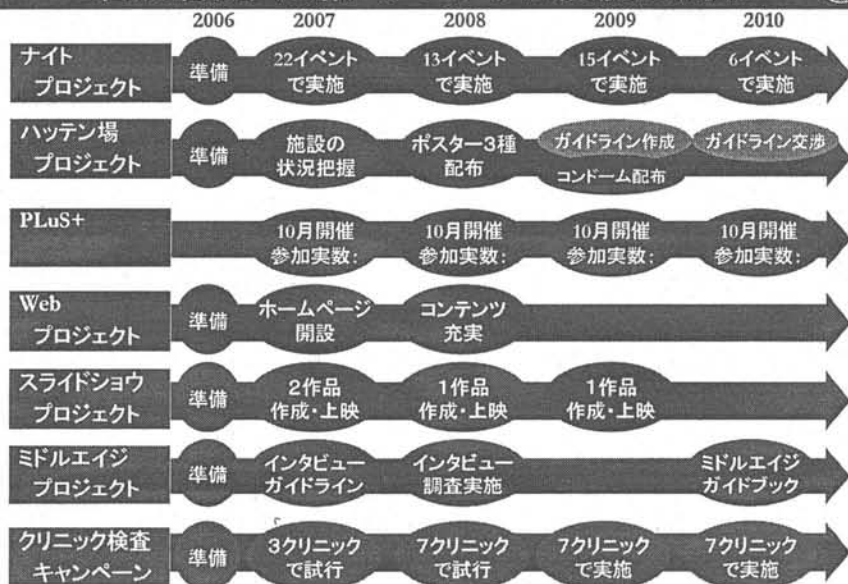 2006 2007 2008 2009 2010
ナイト
プロジェクト
準備
22イベント
で実施
13イベント
で実施
15イベント
で実施
6イベント
で実施
ハッテン場
プロジェクト
準備
施設の
状況把握
ポスター3種
配布
ガイドライン作成
コンドーム配布
ガイドライン交渉
PLuS+
10月開催
参加実数:
10月開催
参加実数:
10月開催
参加実数:
10月開催
参加実数:
Web
プロジェクト
準備
ホームページ
開設
コンテンツ
充実
スライドショウ
プロジェクト
準備
2作品
作成・上映
1作品
作成・上映
1作品
作成・上映
ミドルエイジ
プロジェクト
準備
インタビュー
ガイドライン
インタビュー
調査実施
ミドルエイジ
ガイドブック
クリニック検査
キャンペーン
準備
3クリニック
で試行
7クリニック
で試行
7クリニック
で実施
7クリニック
で実施